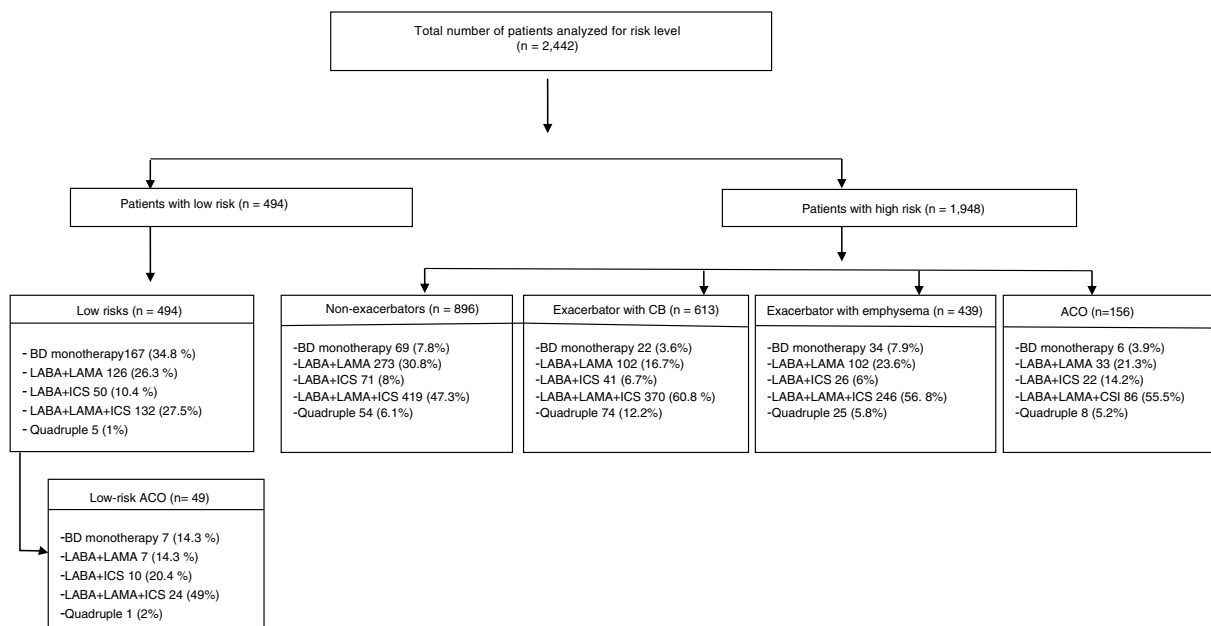 Total number of patients analyzed for risk level
(n = 2,442)
Patients with low risk (n = 494)
Patients with high risk (n = 1,948)
Low risks (n = 494)
- BD monotherapy167 (34.8 %)
- LABA+LAMA 126 (26.3 %)
- LABA+ICS 50 (10.4 %)
- LABA+LAMA+ICS 132 (27.5%)
- Quadruple 5 (1%)
Non-exacerbators (n = 896)
-BD monotherapy 69 (7.8%)
-LABA+LAMA 273 (30.8%)
-LABA+ICS 71 (8%)
-LABA+LAMA+ICS 419 (47.3%)
-Quadruple 54 (6.1%)
Exacerbator with CB (n = 613)
-BD monotherapy 22 (3.6%)
-LABA+LAMA 102 (16.7%)
-LABA+ICS 41 (6.7%)
-LABA+LAMA+ICS 370 (60.8 %)
-Quadruple 74 (12.2%)
Exacerbator with emphysema (n = 439)
-BD monotherapy 34 (7.9%)
-LABA+LAMA 102 (23.6%)
-LABA+ICS 26 (6%)
-LABA+LAMA+ICS 246 (56. 8%)
-Quadruple 25 (5.8%)
ACO (n=156)
-BD monotherapy 6 (3.9%)
-LABA+LAMA 33 (21.3%)
-LABA+ICS 22 (14.2%)
-LABA+LAMA+CSI 86 (55.5%)
-Quadruple 8 (5.2%)
Low-risk ACO (n= 49)
-BD monotherapy 7 (14.3 %)
-LABA+LAMA 7 (14.3 %)
-LABA+ICS 10 (20.4 %)
-LABA+LAMA+ICS 24 (49%)
-Quadruple 1 (2%)